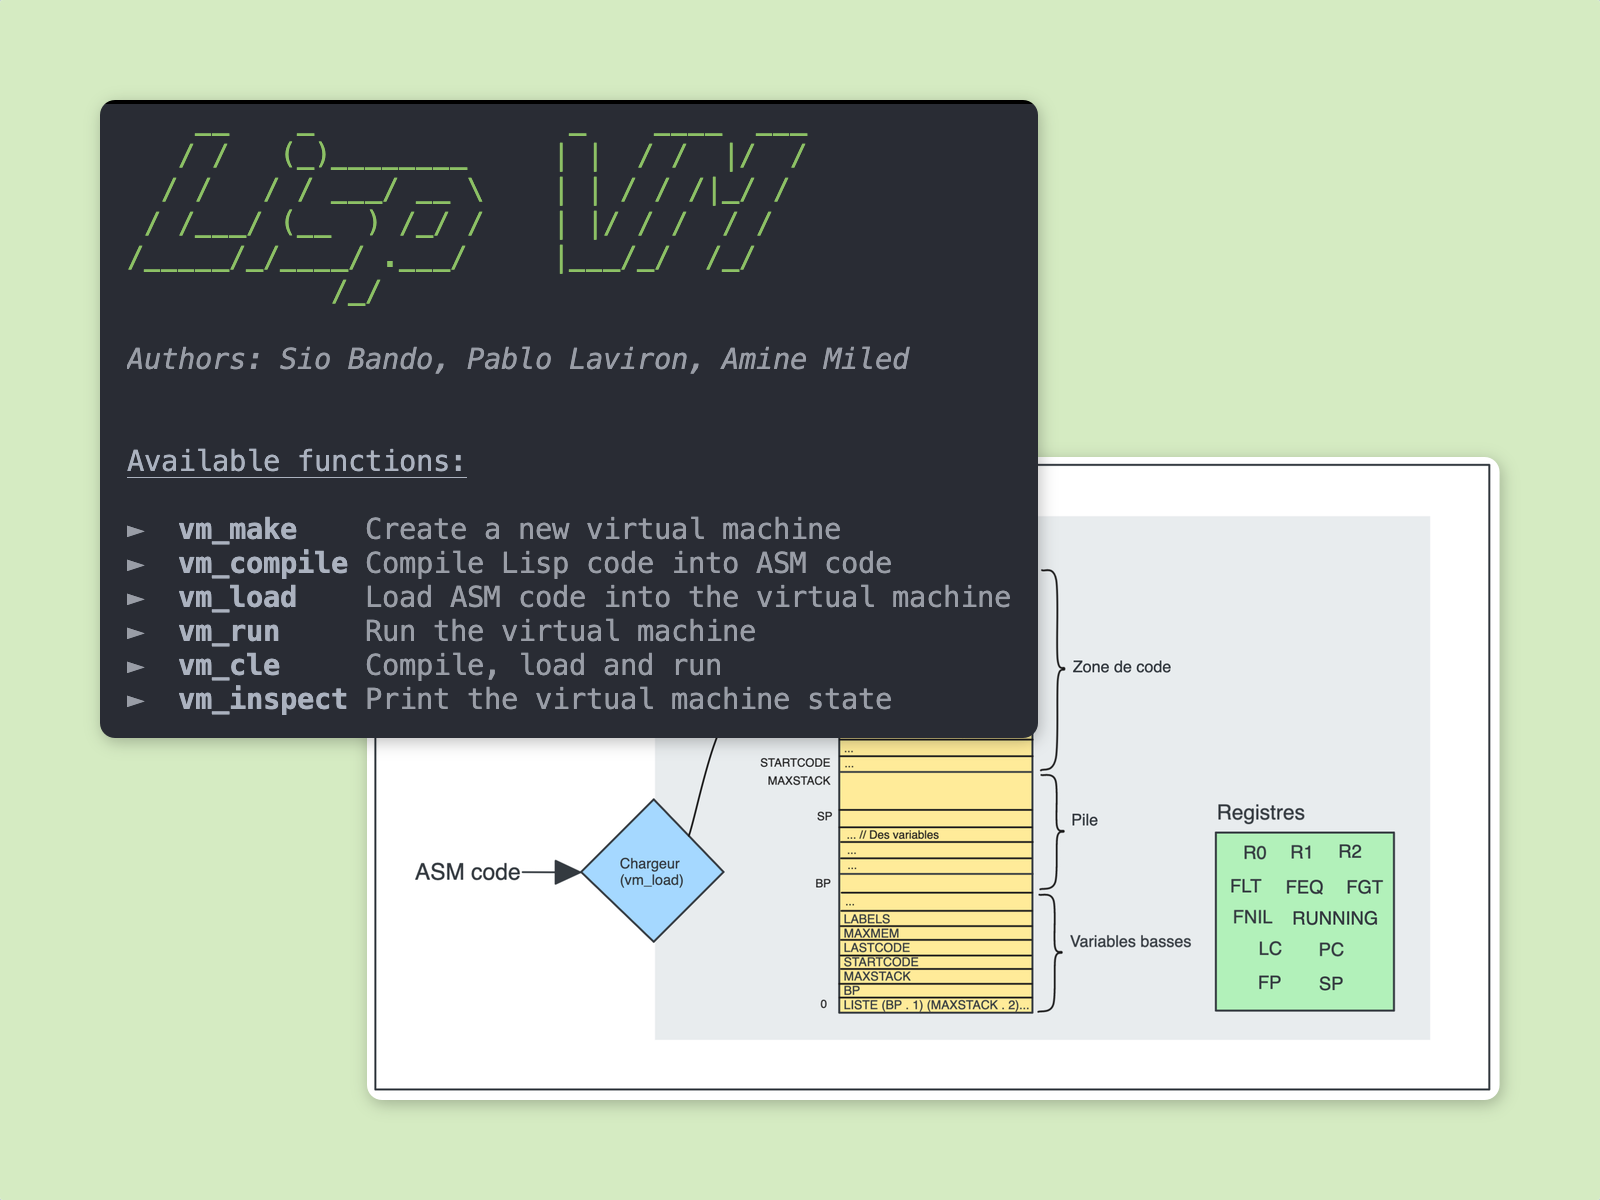 Lisp VM
Authors: Sio Bando, Pablo Laviron, Amine Miled
Available functions:
► vm_make Create a new virtual machine
► vm_compile Compile Lisp code into ASM code
► vm_load Load ASM code into the virtual machine
► vm_run Run the virtual machine
► vm_cle Compile, load and run
► vm_inspect Print the virtual machine state
Zone de code
...
STARTCODE ...
MAXSTACK
SP
... // Des variables
...
...
Pile
BP
...
LABELS
MAXMEM
LASTCODE
STARTCODE
MAXSTACK
BP
0 LISTE (BP . 1) (MAXSTACK . 2)...
Variables basses
ASM code
Chargeur
(vm_load)
Registres
R0 R1 R2
FLT FEQ FGT
FNIL RUNNING
LC PC
FP SP